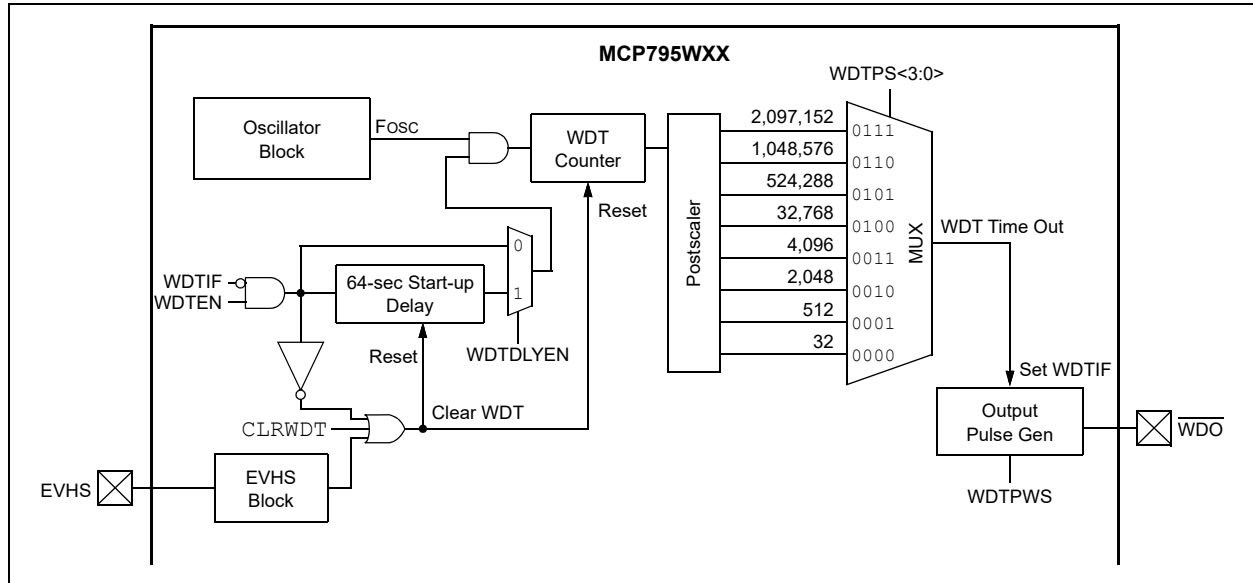 MCP795WXX
WDTPS<3:0>
Oscillator
Block
FOSC
WDT
Counter
Reset
Postscaler
2,097,152
0111
1,048,576
0110
524,288
0101
32,768
0100
4,096
0011
2,048
0010
512
0001
32
0000
MUX
WDT Time Out
WDTIF
WDTEN
64-sec Start-up
Delay
0
1
WDTDLYEN
Reset
Clear WDT
CLRWDT
EVHS
EVHS
Block
Set WDTIF
Output
Pulse Gen
WDO
WDTPWS